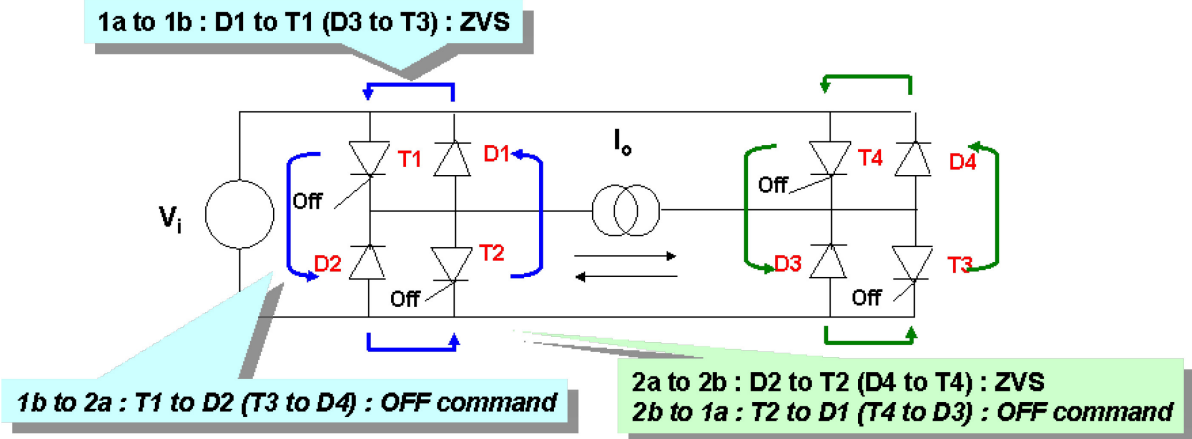 1a to 1b : D1 to T1 (D3 to T3) : ZVS
I₀
T1
D1
T4
D4
Off
Off
Vᵢ
D2
T2
D3
T3
Off
Off
1b to 2a : T1 to D2 (T3 to D4) : OFF command
2a to 2b : D2 to T2 (D4 to T4) : ZVS
2b to 1a : T2 to D1 (T4 to D3) : OFF command